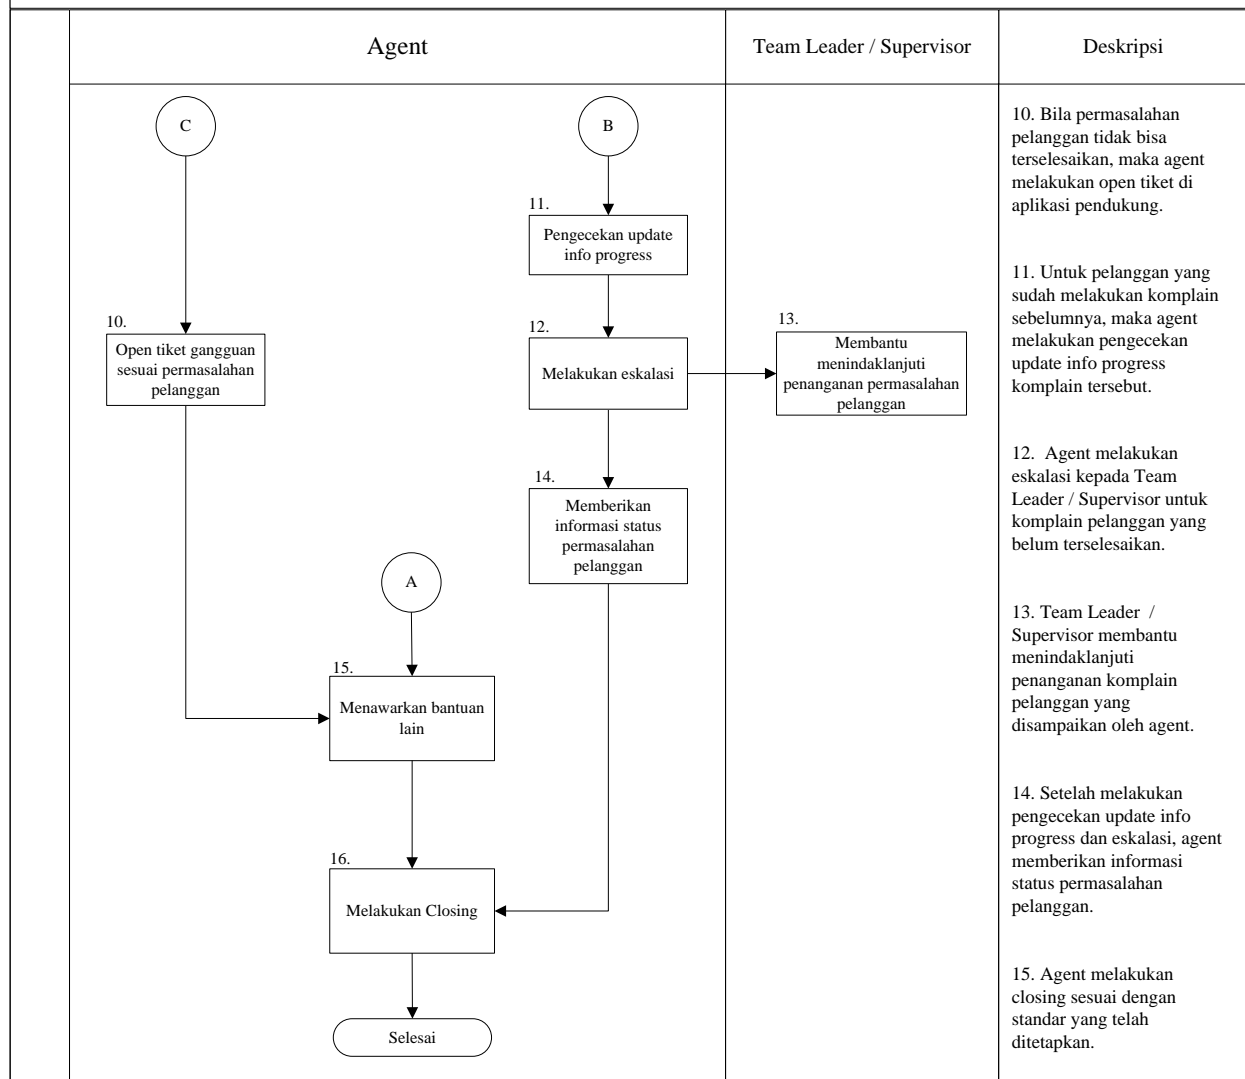 Agent
Team Leader / Supervisor
Deskripsi
C
B
11.
Pengecekan update
info progress
10.
Open tiket gangguan
sesuai permasalahan
pelanggan
12.
Melakukan eskalasi
13.
Membantu
menindaklanjuti
penanganan permasalahan
pelanggan
14.
Memberikan
informasi status
permasalahan
pelanggan
A
15.
Menawarkan bantuan
lain
16.
Melakukan Closing
Selesai
10. Bila permasalahan
pelanggan tidak bisa
terselesaikan, maka agent
melakukan open tiket di
aplikasi pendukung.
11. Untuk pelanggan yang
sudah melakukan komplain
sebelumnya, maka agent
melakukan pengecekan
update info progress
komplain tersebut.
12.  Agent melakukan
eskalasi kepada Team
Leader / Supervisor untuk
komplain pelanggan yang
belum terselesaikan.
13. Team Leader  /
Supervisor membantu
menindaklanjuti
penanganan komplain
pelanggan yang
disampaikan oleh agent.
14. Setelah melakukan
pengecekan update info
progress dan eskalasi, agent
memberikan informasi
status permasalahan
pelanggan.
15. Agent melakukan
closing sesuai dengan
standar yang telah
ditetapkan.